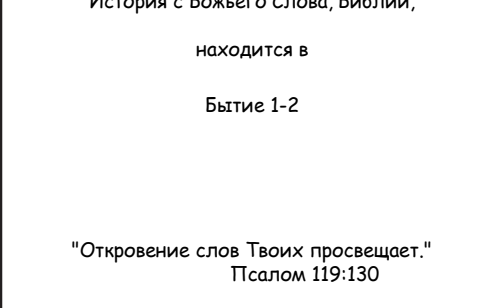 История с Божьего Слова, Библии,
находится в
Бытие 1-2
"Откровение слов Твоих просвещает."
Псалом 119:130